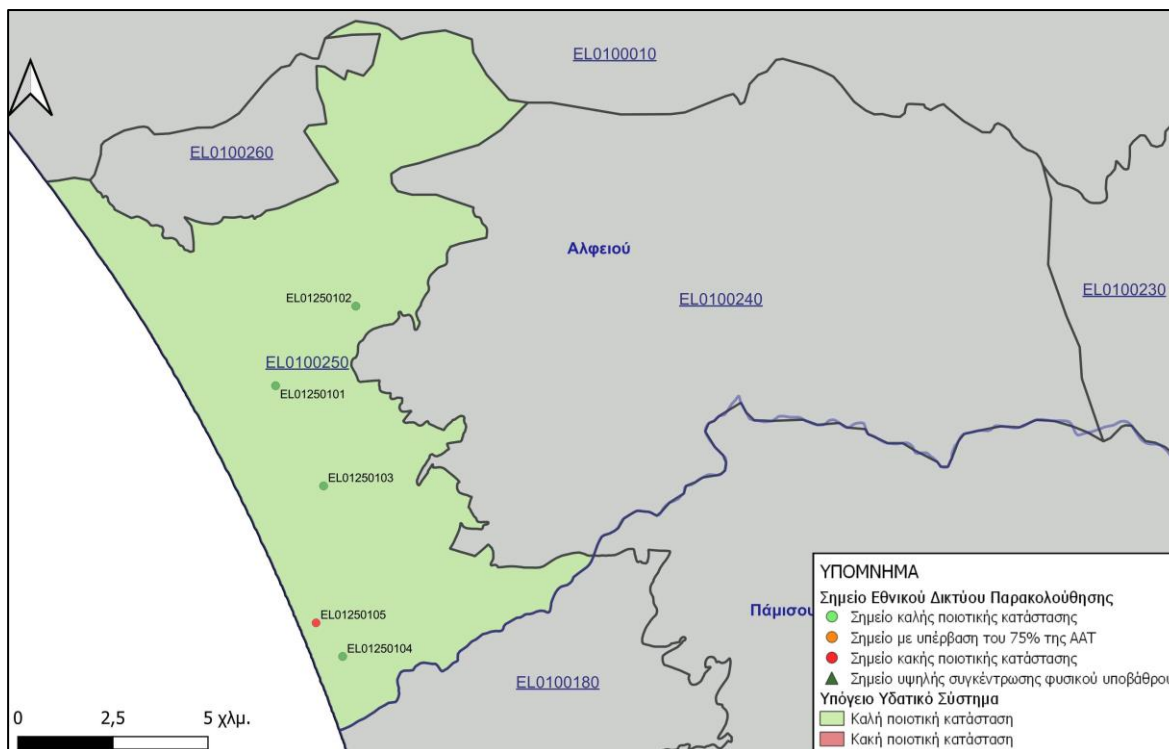 EL0100010
EL0100260
Αλφειού
EL0100240
EL0100230
EL01250102
EL0100250
EL01250101
EL01250103
EL01250105
EL01250104
EL0100180
Πάμισου
0 2,5 5 χλμ.
ΥΠΟΜΝΗΜΑ
Σημείο Εθνικού Δικτύου Παρακολούθησης
Σημείο καλής ποιοτικής κατάστασης
Σημείο με υπέρβαση του 75% της ΑΑΤ
Σημείο κακής ποιοτικής κατάστασης
Σημείο υψηλής συγκέντρωσης φυσικού υποβάθρου
Υπόγειο Υδατικό Σύστημα
Καλή ποιοτική κατάσταση
Κακή ποιοτική κατάσταση